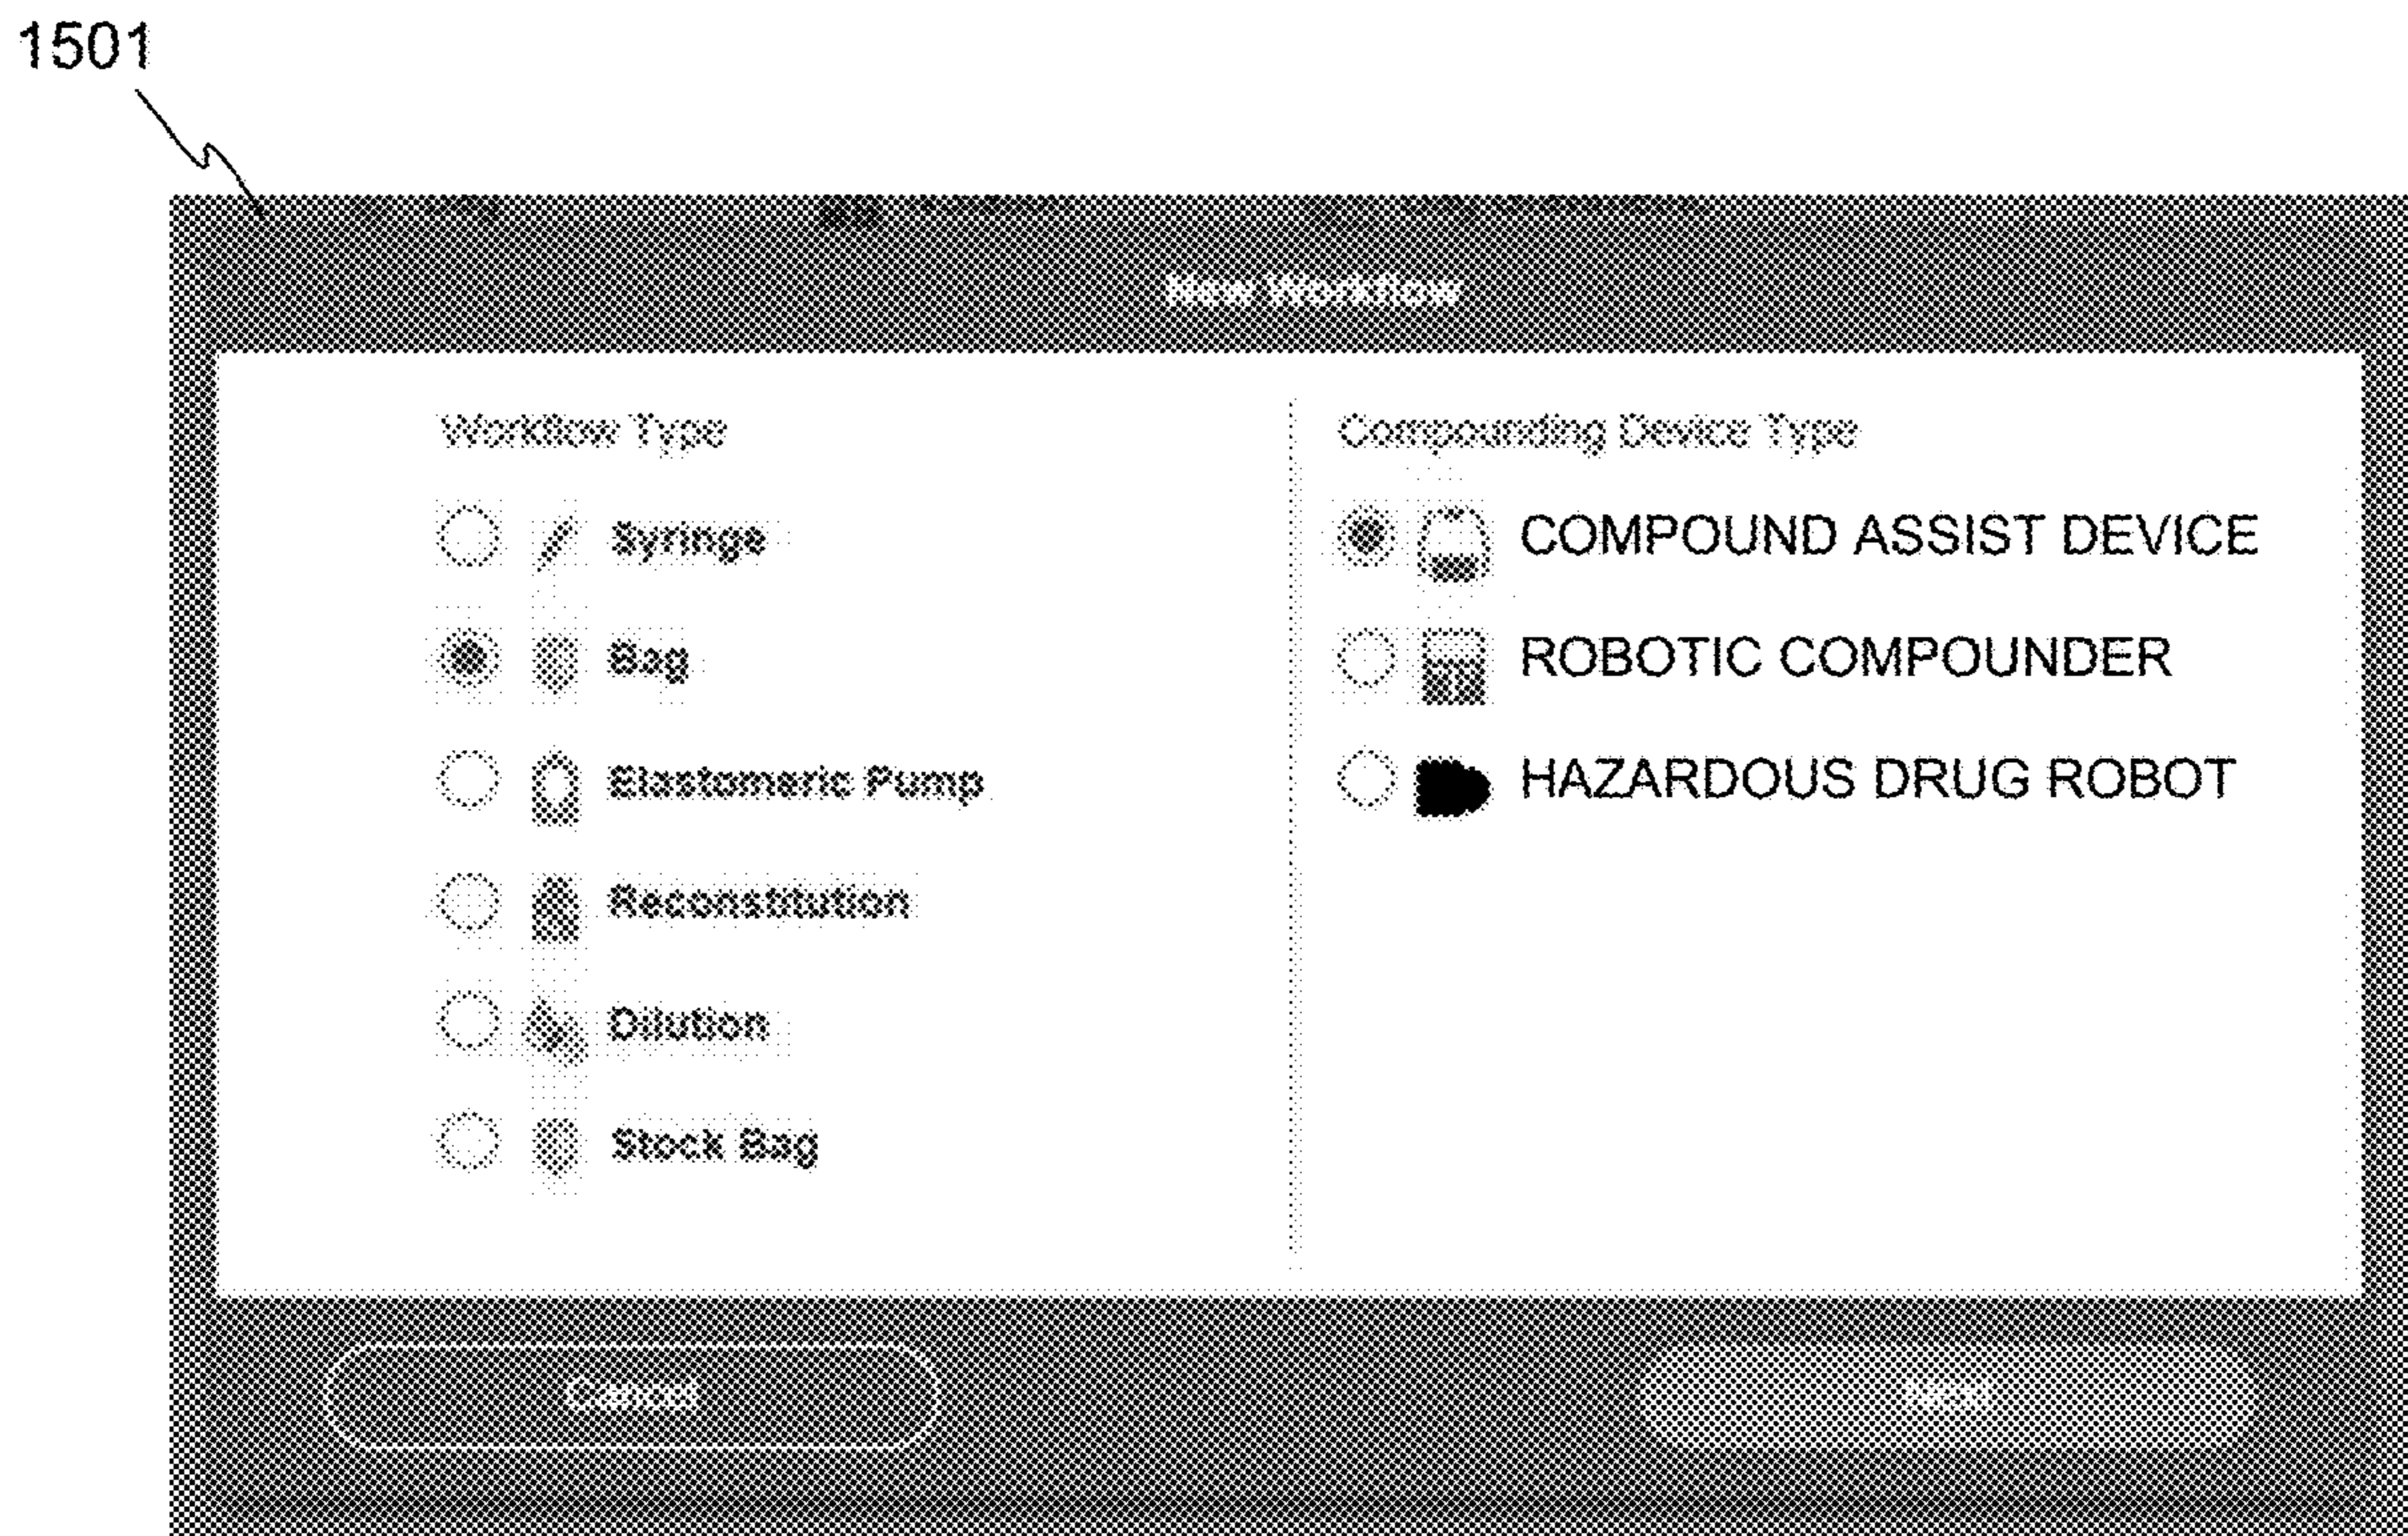 1501
New Workflow
Workflow Type
Syringe
Bag
Elastomeric Pump
Reconstitution
Dilution
Stock Bag
Compounding Device Type
COMPOUND ASSIST DEVICE
ROBOTIC COMPOUNDER
HAZARDOUS DRUG ROBOT
Cancel
Next